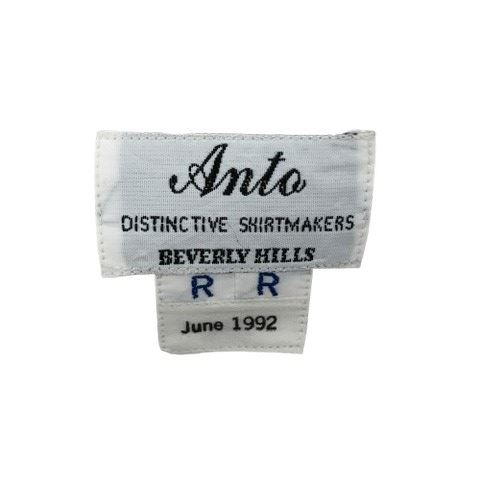 Anto
DISTINCTIVE SHIRTMAKERS
BEVERLY HILLS
R R
June 1992